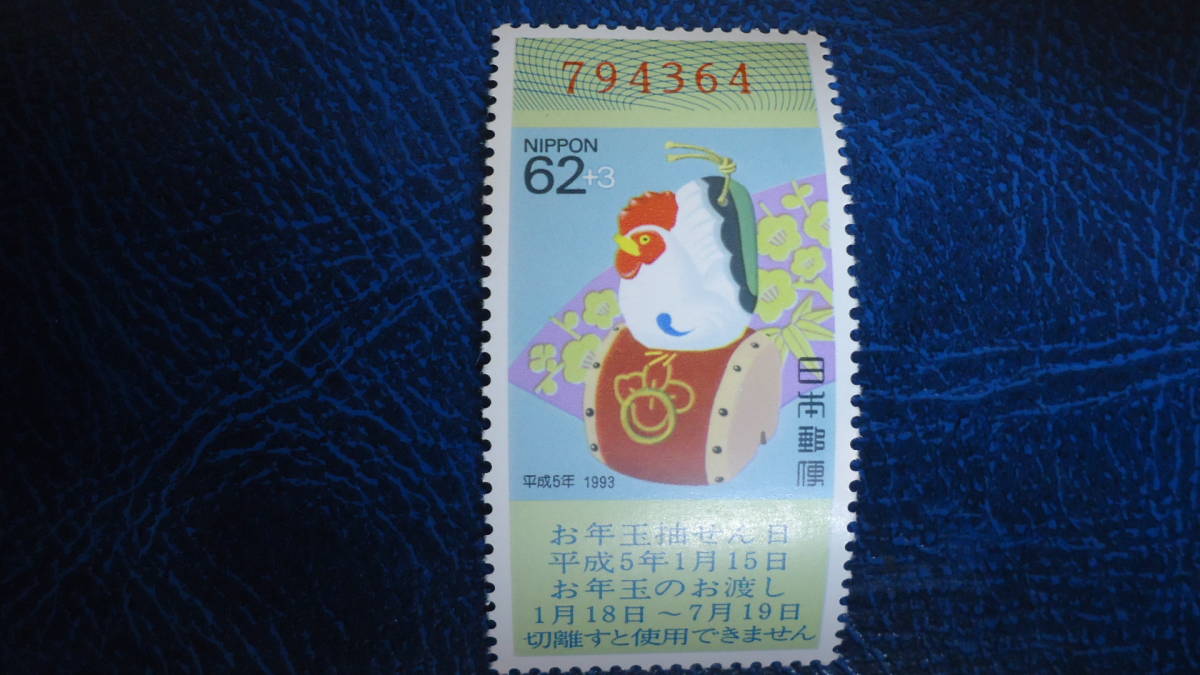 794364
NIPPON
62+3
日本郵便
平成5年 1993
お年玉抽せん日
平成5年1月15日
お年玉のお渡し
1月18日～7月19日
切離すと使用できません